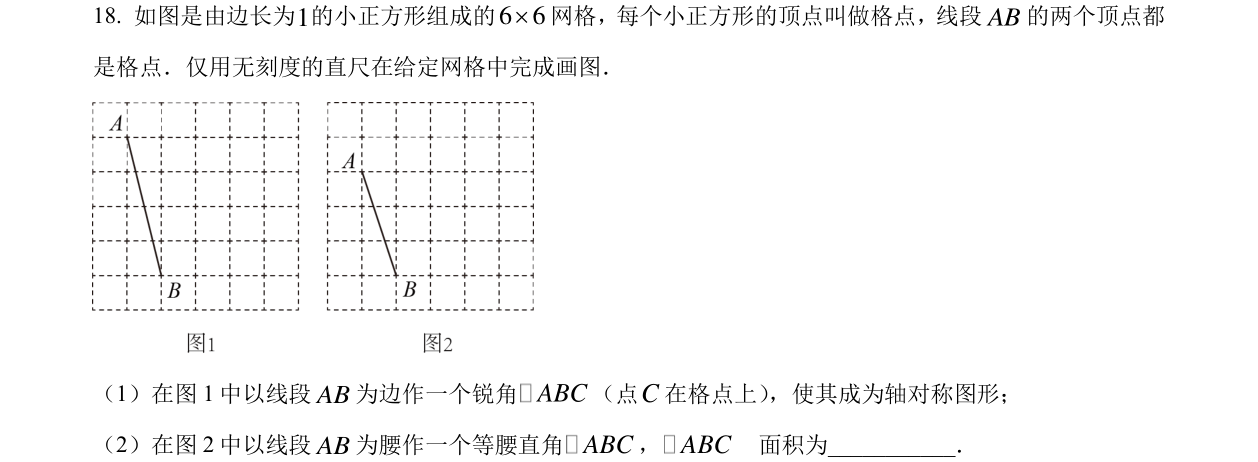 18. 如图是由边长为1的小正方形组成的6×6网格，每个小正方形的顶点叫做格点，线段 AB 的两个顶点都
是格点．仅用无刻度的直尺在给定网格中完成画图．
A
B
A
B
图1
图2
（1）在图 1 中以线段 AB 为边作一个锐角□ABC（点C在格点上），使其成为轴对称图形；
（2）在图 2 中以线段 AB 为腰作一个等腰直角□ABC，□ABC 面积为___________．